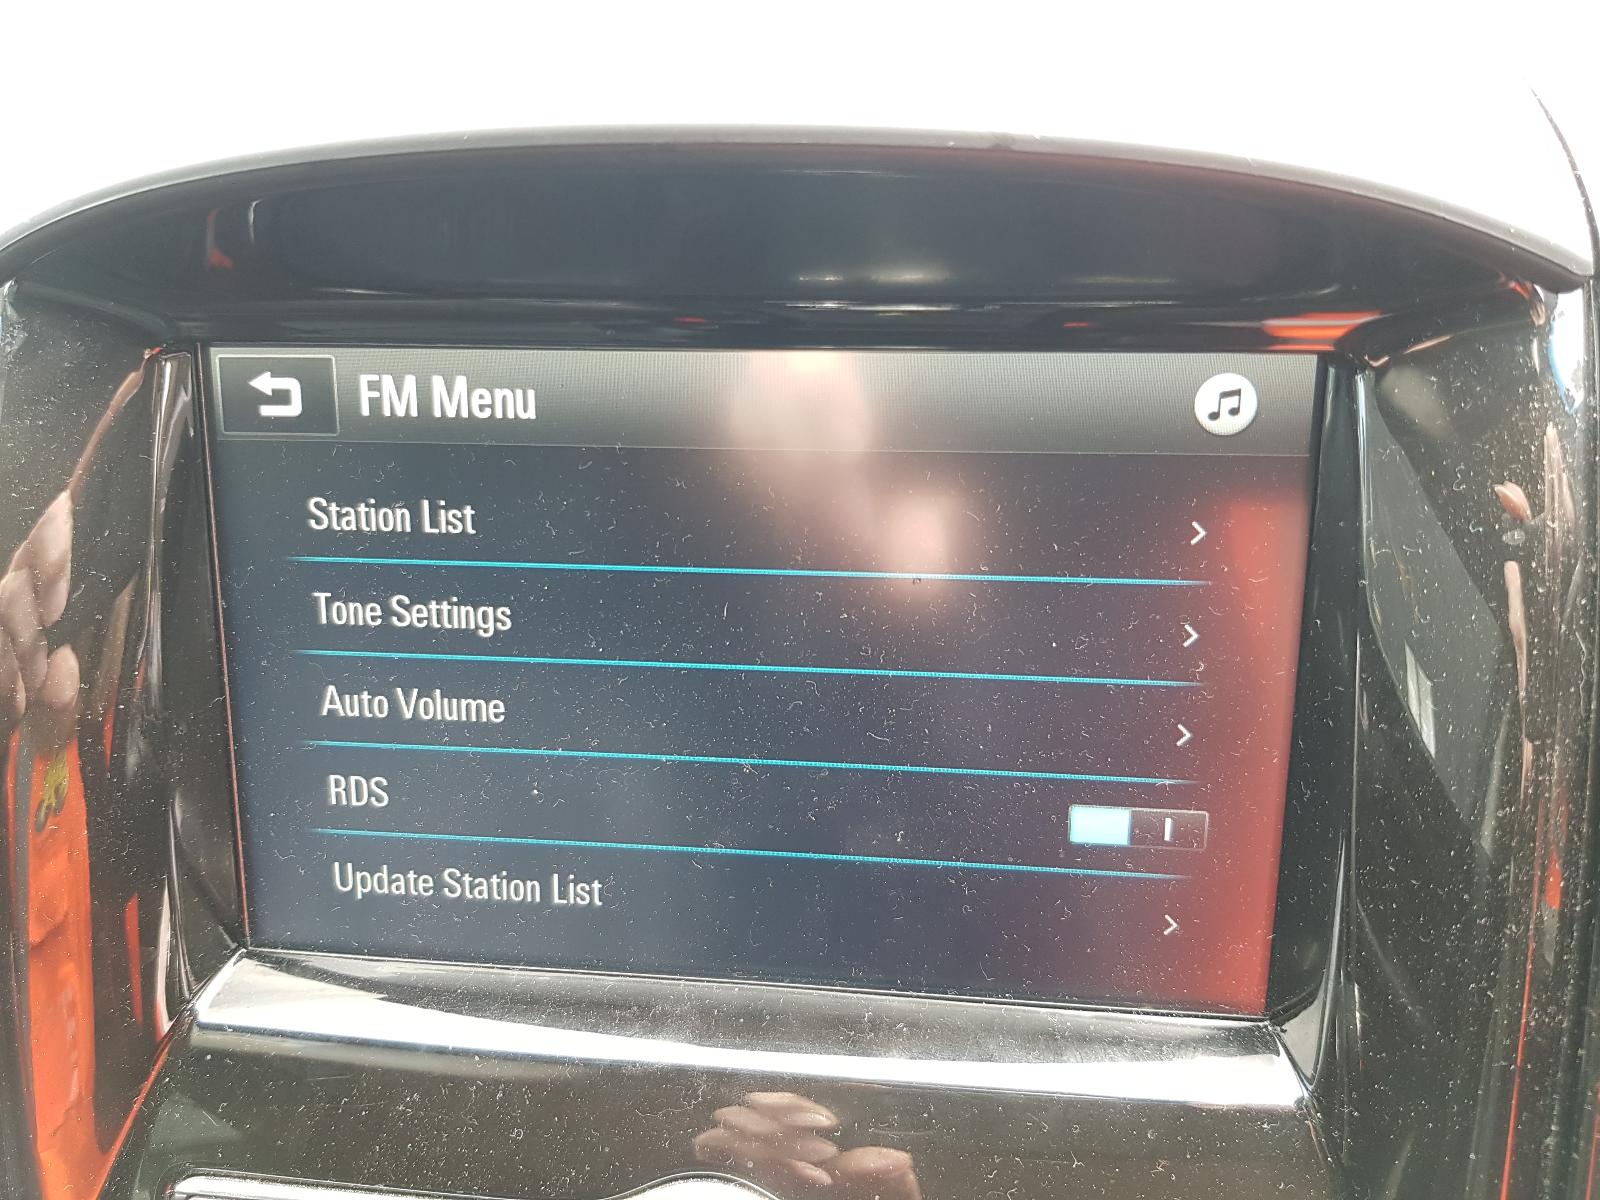 FM Menu
Station List
Tone Settings
Auto Volume
RDS
Update Station List